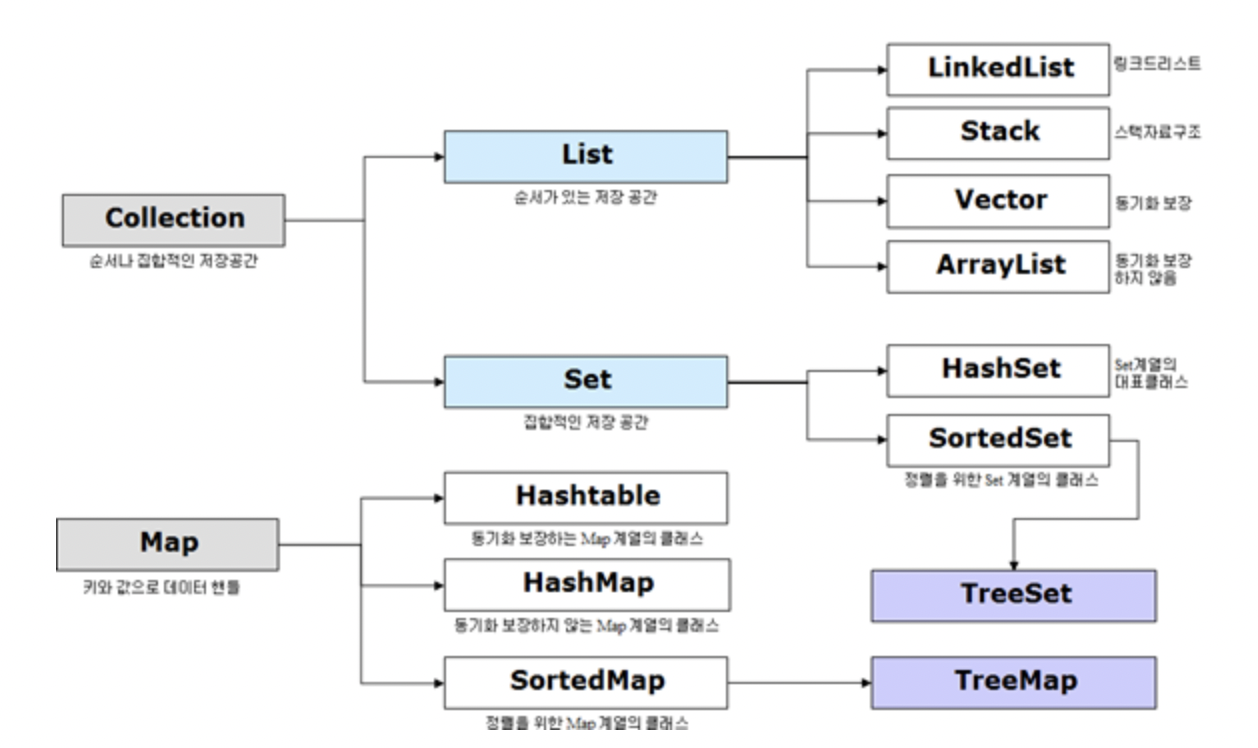 LinkedList
링크드리스트
Stack
스택자료구조
List
순서가 있는 저장 공간
Vector
동기화 보장
Collection
순서나 집합적인 저장공간
ArrayList
동기화 보장
하지 않음
HashSet
Set계열의
대표클래스
Set
집합적인 저장 공간
SortedSet
정렬을 위한 Set 계열의 클래스
Hashtable
동기화 보장하는 Map 계열의 클래스
Map
키와 값으로 데이터 핸들
HashMap
동기화 보장하지 않는 Map 계열의 클래스
TreeSet
SortedMap
정렬을 위한 Map 계열의 클래스
TreeMap